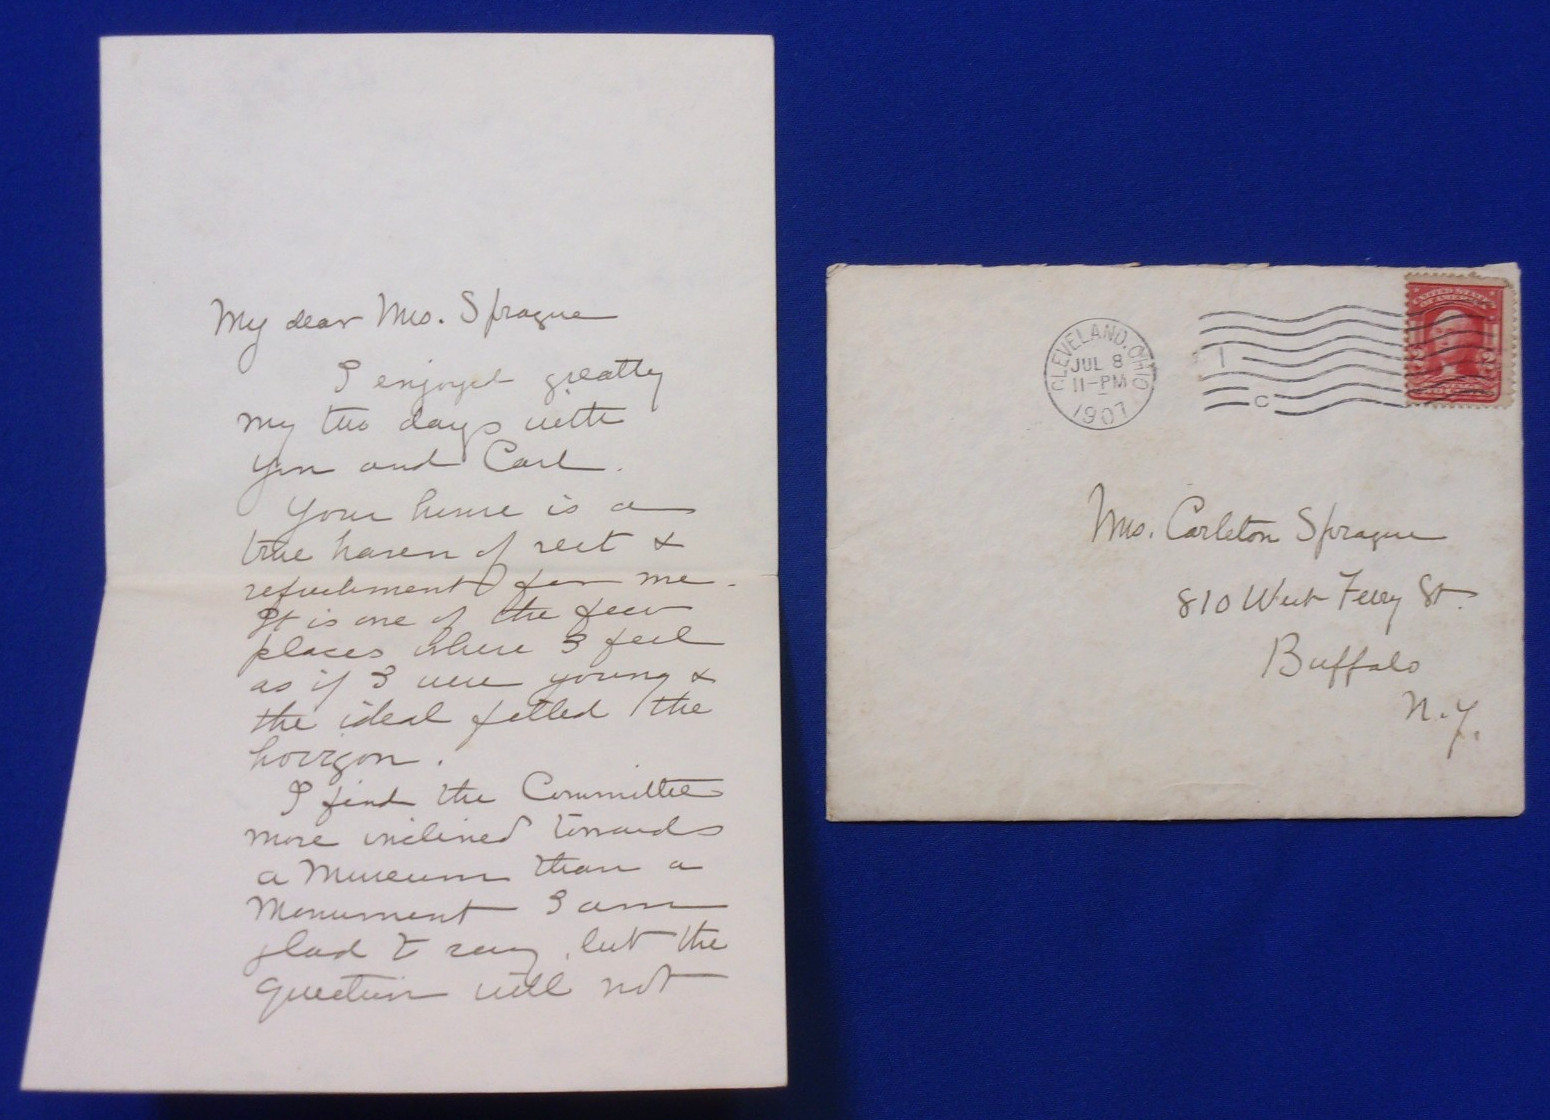 My dear Mrs. Sprague
I enjoyed greatly
my two days with
you and Carl.
Your home is a
true haven of rest &
refreshment for me.
It is one of the few
places where I feel
as if I were young &
the ideal filled the
horizon.
I find the Committee
more inclined towards
a Museum than a
Monument I am
glad to say, but the
question will not
CLEVELAND, OHIO
JUL 8
11-PM
1907
1
C
2 2
Mrs. Carleton Sprague
810 West Ferry St.
Buffalo
N.Y.